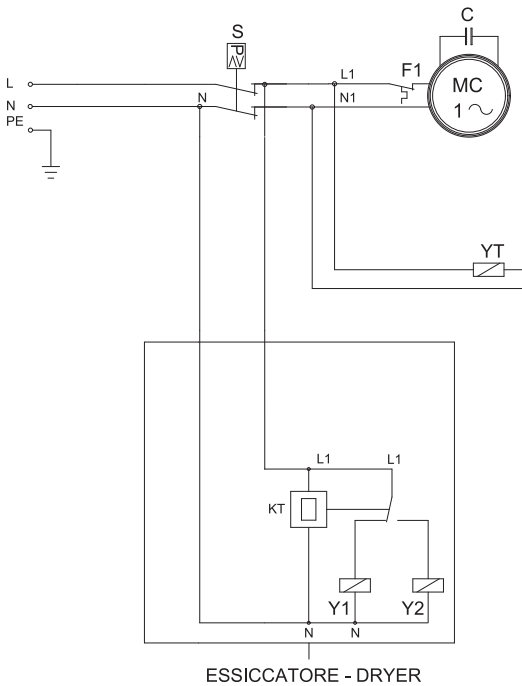 C
S
P
L
L1
F1
MC
1
N
N
N1
PE
YT
L1
L1
KT
Y1
Y2
N
N
ESSICCATORE - DRYER